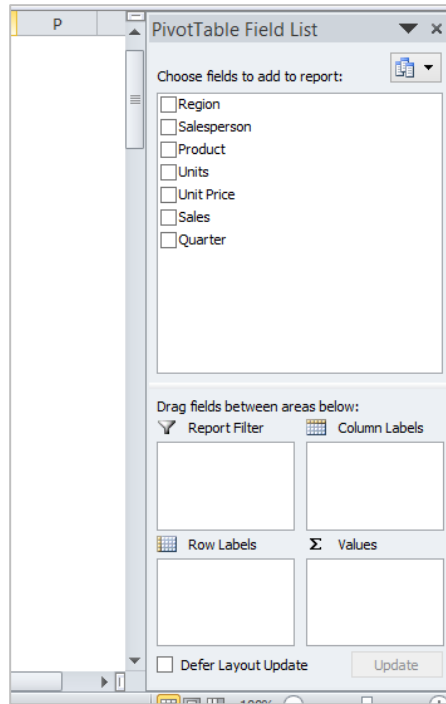 P
PivotTable Field List
Choose fields to add to report:
Region
Salesperson
Product
Units
Unit Price
Sales
Quarter
Drag fields between areas below:
Report Filter Column Labels
Row Labels Σ Values
Defer Layout Update Update
100%